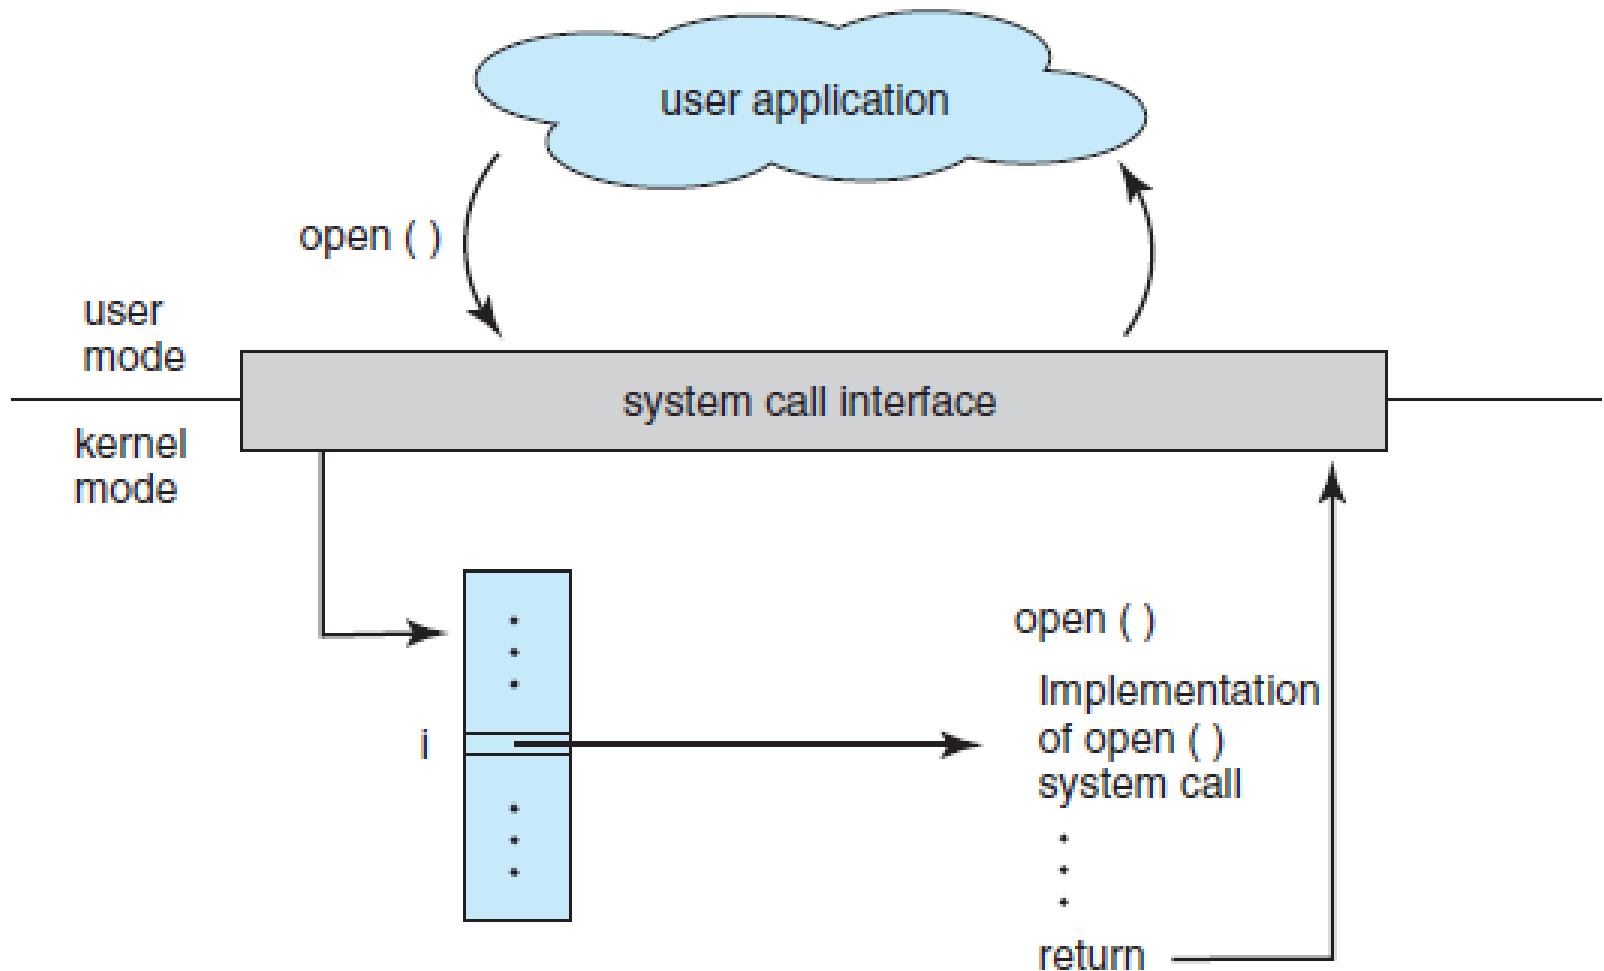 user application
open ( )
user
mode
system call interface
kernel
mode
open ( )
i
Implementation
of open ( )
system call
return